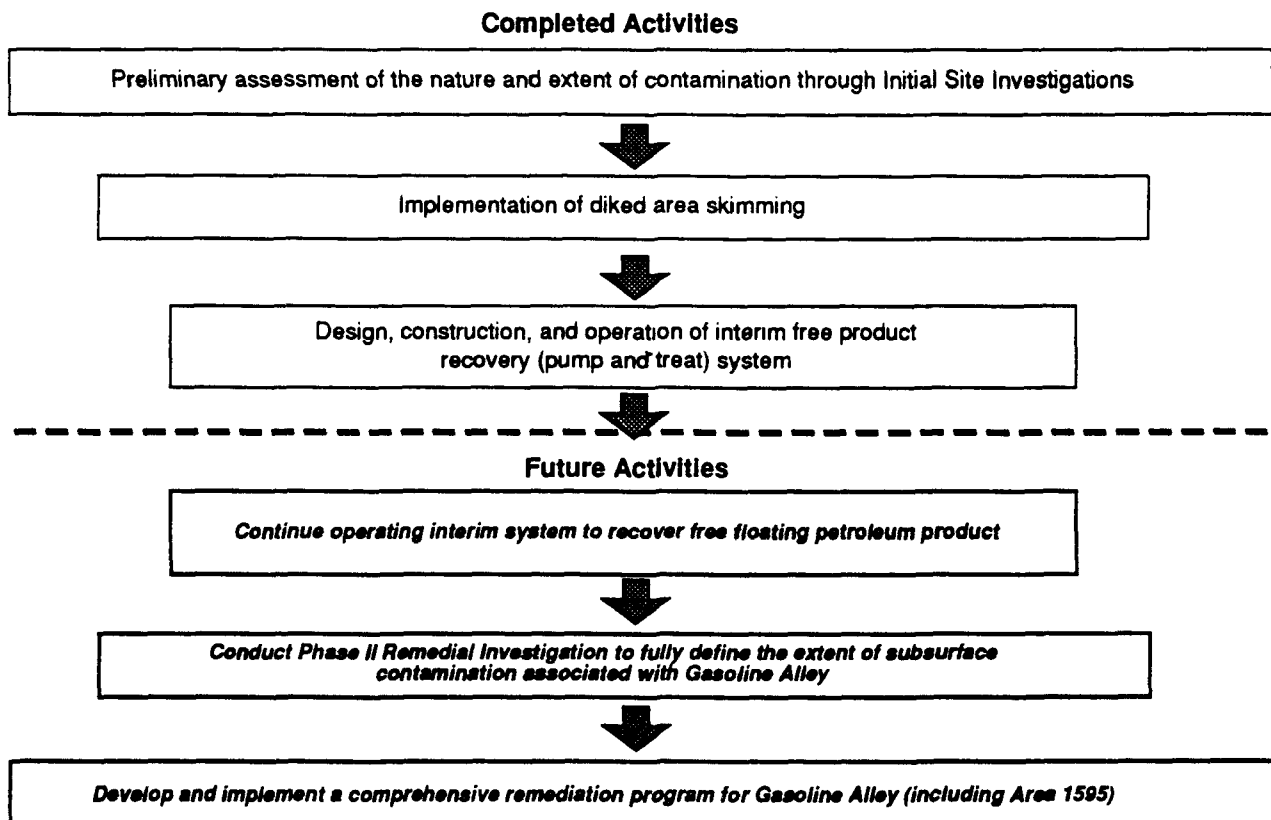 Completed Activities
Preliminary assessment of the nature and extent of contamination through Initial Site Investigations
Implementation of diked area skimming
Design, construction, and operation of interim free product
recovery (pump and treat) system
Future Activities
Continue operating interim system to recover free floating petroleum product
Conduct Phase II Remedial Investigation to fully define the extent of subsurface
contamination associated with Gasoline Alley
Develop and implement a comprehensive remediation program for Gasoline Alley (including Area 1595)